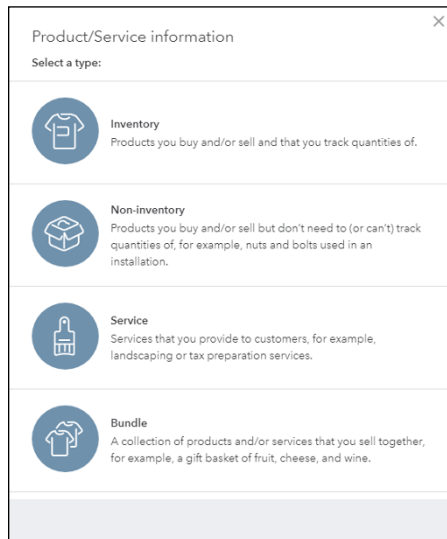 Product/Service information
Select a type:
Inventory
Products you buy and/or sell and that you track quantities of.
Non-inventory
Products you buy and/or sell but don't need to (or can't) track
quantities of, for example, nuts and bolts used in an
installation.
Service
Services that you provide to customers, for example,
landscaping or tax preparation services.
Bundle
A collection of products and/or services that you sell together,
for example, a gift basket of fruit, cheese, and wine.